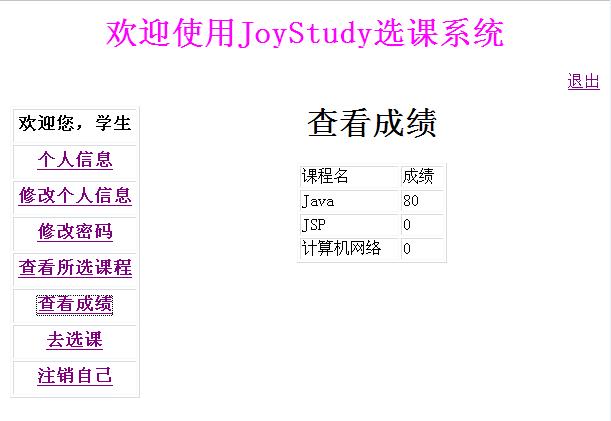 欢迎使用JoyStudy选课系统
退出
欢迎您，学生
个人信息
修改个人信息
修改密码
查看所选课程
查看成绩
去选课
注销自己
查看成绩
课程名 成绩
Java 80
JSP 0
计算机网络 0